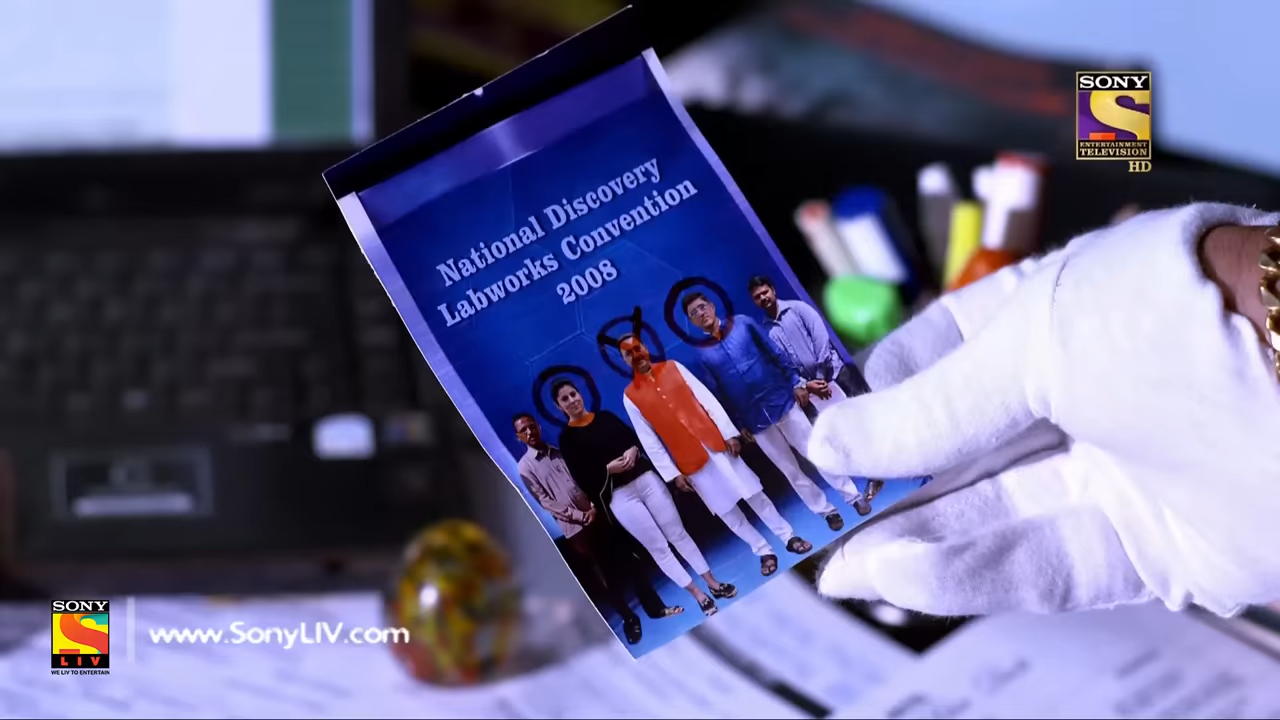 National Discovery
Labworks Convention
2008
SONY
S
ENTERTAINMENT
TELEVISION
HD
SONY
S
LIV
WE LIV TO ENTERTAIN
www.SonyLIV.com